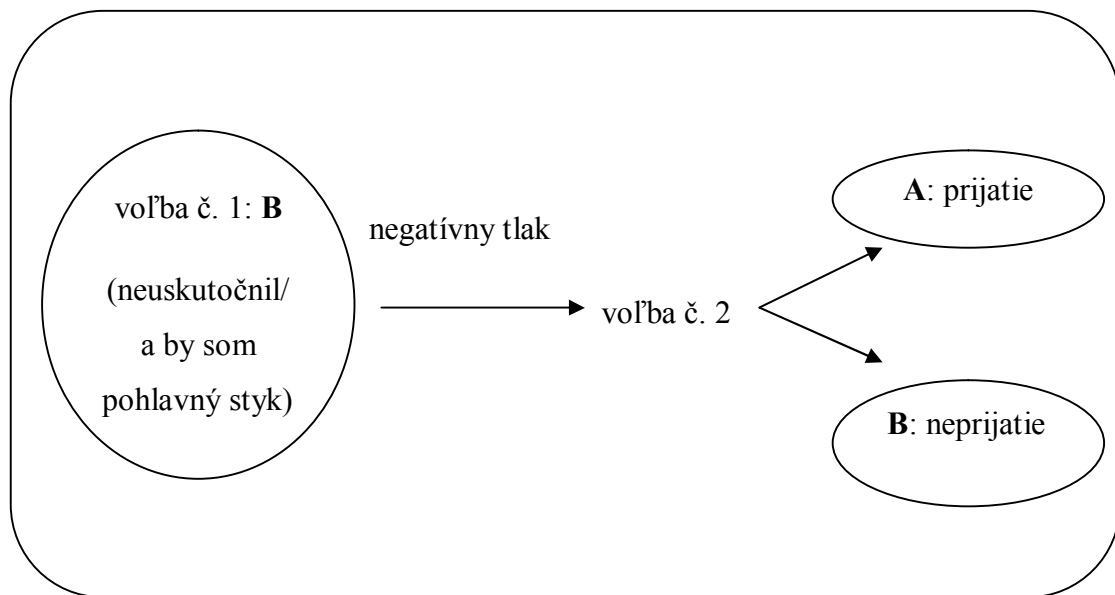 voľba č. 1: B
(neuskutočnil/
a by som
pohlavný styk)
negatívny tlak
voľba č. 2
A: prijatie
B: neprijatie